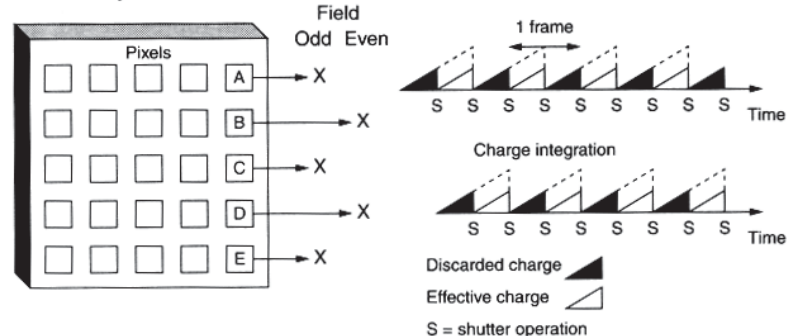 Field
Odd Even
Pixels
A X
B X
C X
D X
E X
1 frame
S S S S S S S S S
Time
Charge integration
S S S S S S S S
Time
Discarded charge
Effective charge
S = shutter operation